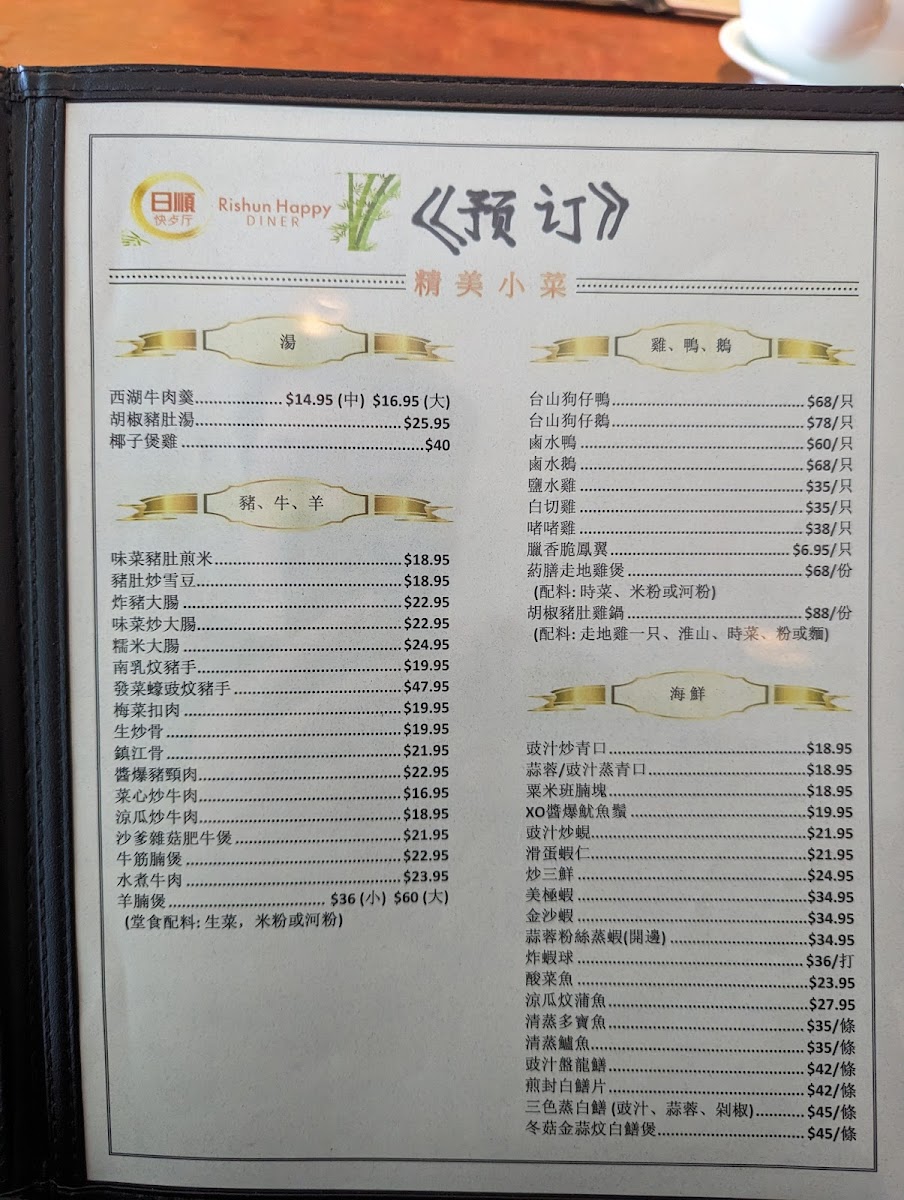 日順
快点厅
Rishun Happy
DINER
《预订》
精美小菜
湯
西湖牛肉羹 $14.95 (中) $16.95 (大)
胡椒豬肚湯 $25.95
椰子煲雞 $40
豬、牛、羊
味菜豬肚煎米 $18.95
豬肚炒雪豆 $18.95
炸豬大腸 $22.95
味菜炒大腸 $22.95
糯米大腸 $24.95
南乳炆豬手 $19.95
發菜蠔豉炆豬手 $47.95
梅菜扣肉 $19.95
生炒骨 $19.95
鎮江骨 $21.95
醬爆豬頸肉 $22.95
菜心炒牛肉 $16.95
涼瓜炒牛肉 $18.95
沙爹雜菇肥牛煲 $21.95
牛筋腩煲 $22.95
水煮牛肉 $23.95
羊腩煲 $36 (小) $60 (大)
(堂食配料: 生菜，米粉或河粉)
雞、鴨、鵝
台山狗仔鴨 $68/只
台山狗仔鵝 $78/只
鹵水鴨 $60/只
鹵水鵝 $68/只
鹽水雞 $35/只
白切雞 $35/只
啫啫雞 $38/只
臘香脆鳳翼 $6.95/只
葯膳走地雞煲 $68/份
(配料: 時菜、米粉或河粉)
胡椒豬肚雞鍋 $88/份
(配料: 走地雞一只、淮山、時菜、粉或麵)
海鮮
豉汁炒青口 $18.95
蒜蓉/豉汁蒸青口 $18.95
粟米班腩塊 $18.95
XO醬爆魷魚鬚 $19.95
豉汁炒蜆 $21.95
滑蛋蝦仁 $21.95
炒三鮮 $24.95
美極蝦 $34.95
金沙蝦 $34.95
蒜蓉粉絲蒸蝦(開邊) $34.95
炸蝦球 $36/打
酸菜魚 $23.95
涼瓜炆蒲魚 $27.95
清蒸多寶魚 $35/條
清蒸鱸魚 $35/條
豉汁盤龍鱔 $42/條
煎封白鱔片 $42/條
三色蒸白鱔 (豉汁、蒜蓉、剁椒) $45/條
冬菇金蒜炆白鱔煲 $45/條